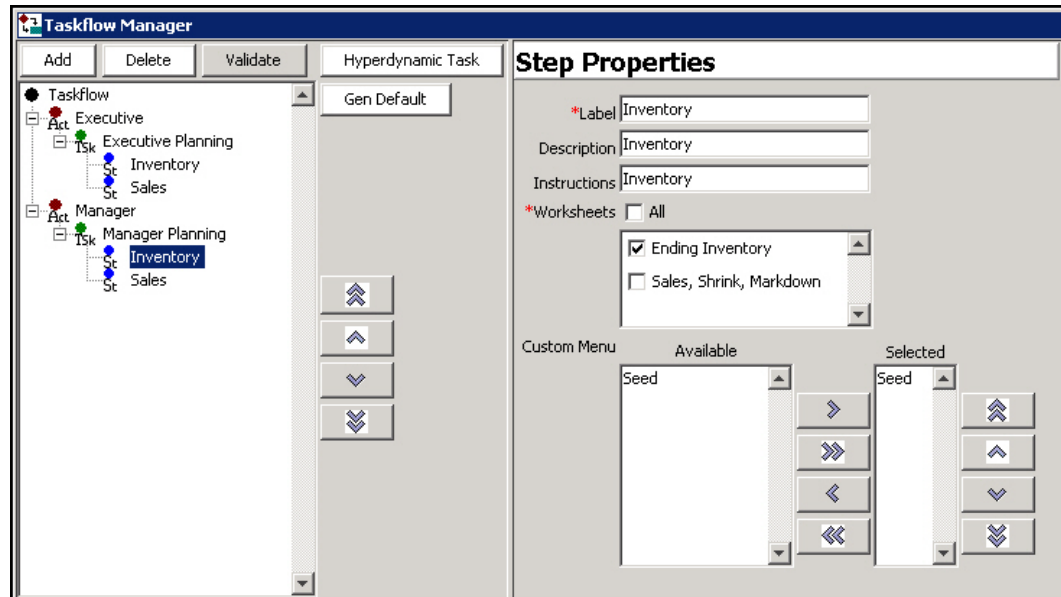 Taskflow Manager
Add Delete Validate Hyperdynamic Task
Gen Default
Taskflow
Act Executive
Tsk Executive Planning
St Inventory
St Sales
Act Manager
Tsk Manager Planning
St Inventory
St Sales
Step Properties
*Label Inventory
Description Inventory
Instructions Inventory
*Worksheets All
Ending Inventory
Sales, Shrink, Markdown
Custom Menu Available Selected
Seed Seed